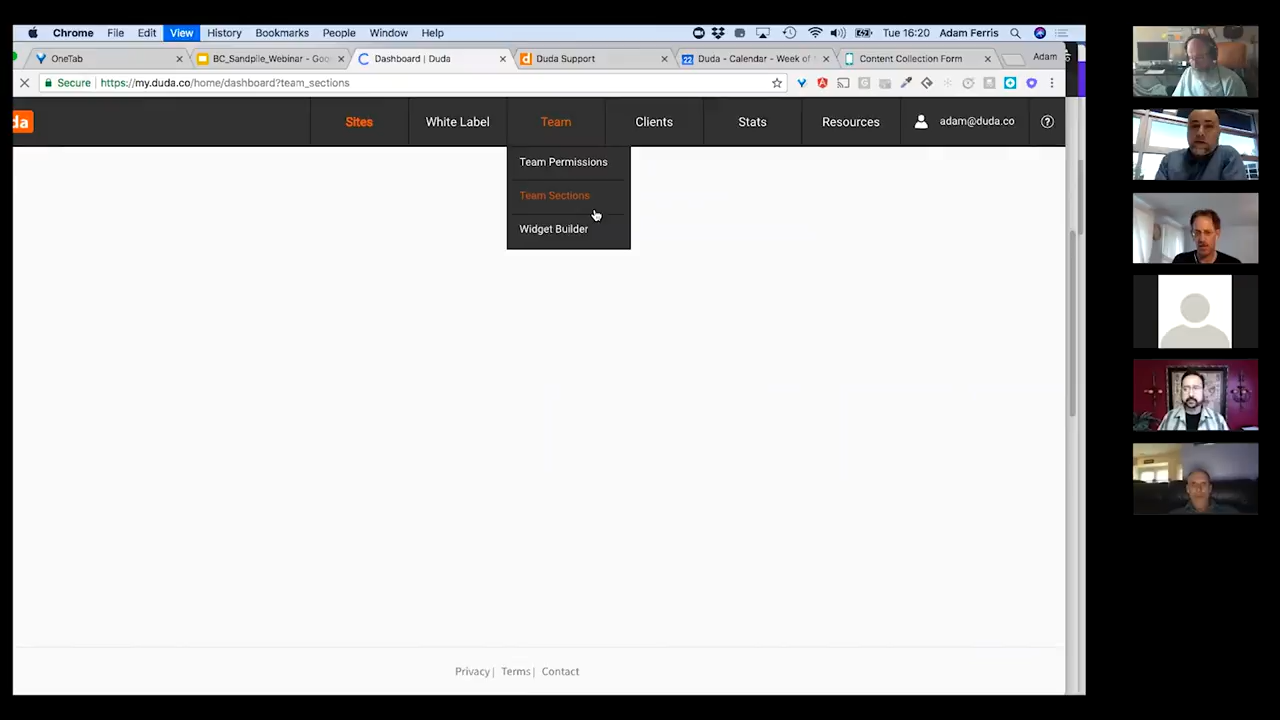 Chrome File Edit View History Bookmarks People Window Help Tue 16:20 Adam Ferris
OneTab BC_Sandpile_Webinar - Goo Dashboard | Duda Duda Support Duda - Calendar - Week of Content Collection Form Adam
Secure https://my.duda.co/home/dashboard?team_sections
da Sites White Label Team Clients Stats Resources adam@duda.co
Team Permissions
Team Sections
Widget Builder
Privacy | Terms | Contact